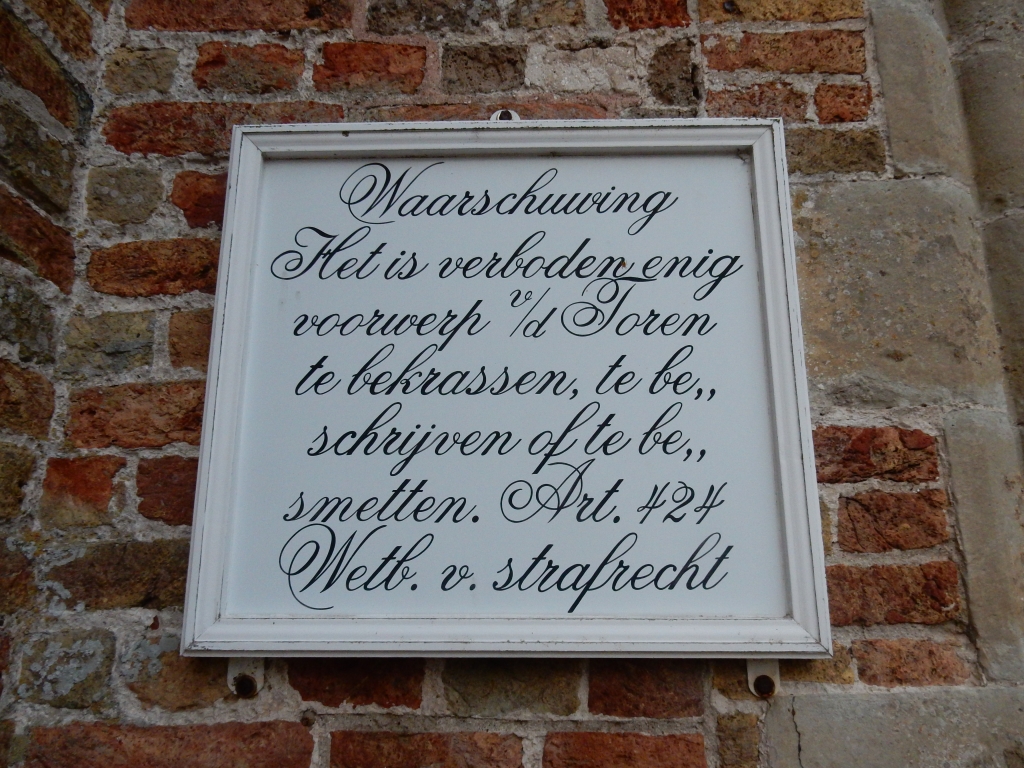 Waarschuwing
Het is verboden enig
voorwerp v/d Toren
te bekrassen, te be,,
schrijven of te be,,
smetten. Art. 424
Wetb. v. strafrecht